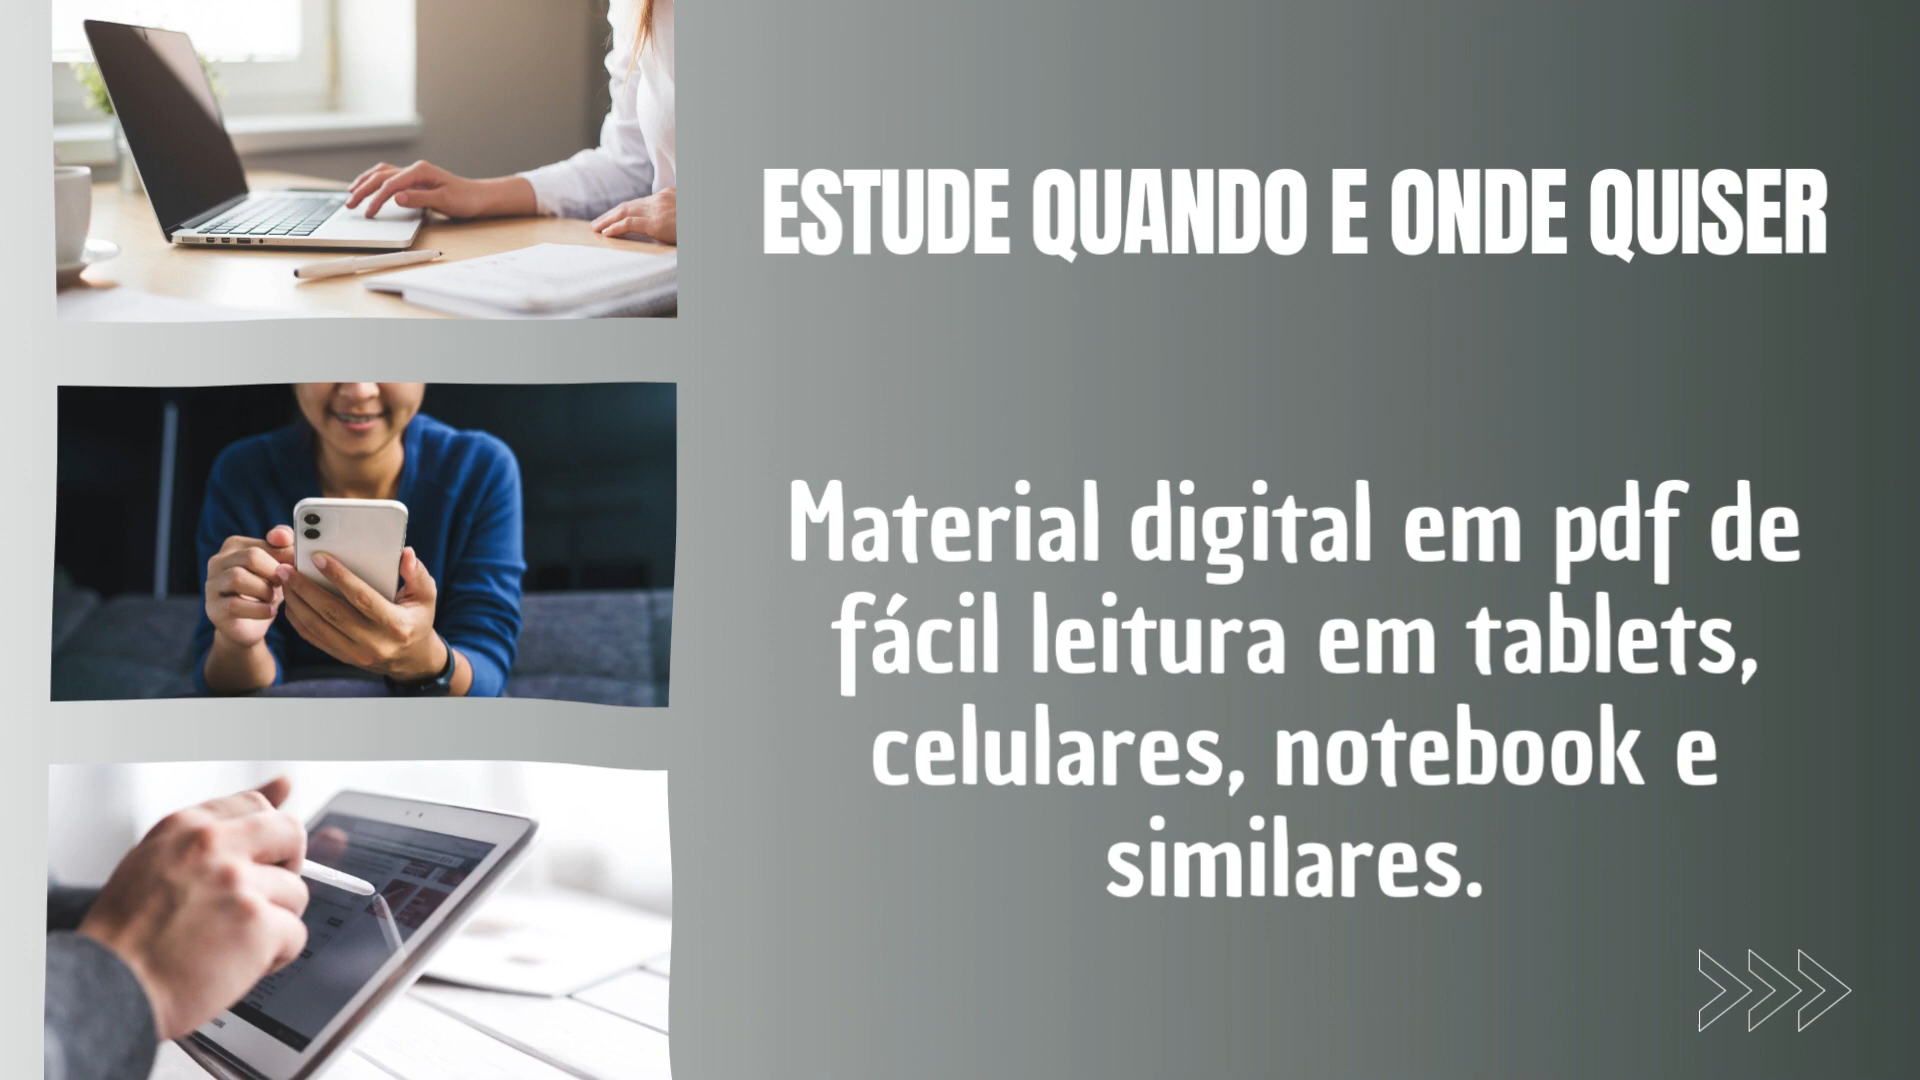 ESTUDE QUANDO E ONDE QUISER
Material digital em pdf de
fácil leitura em tablets,
celulares, notebook e
similares.